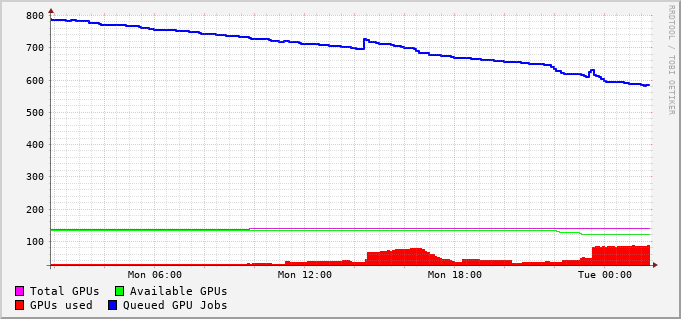 800
700
600
500
400
300
200
100
Mon 06:00 Mon 12:00 Mon 18:00 Tue 00:00
Total GPUs Available GPUs
GPUs used Queued GPU Jobs
RRDTOOL / TOBI OETIKER